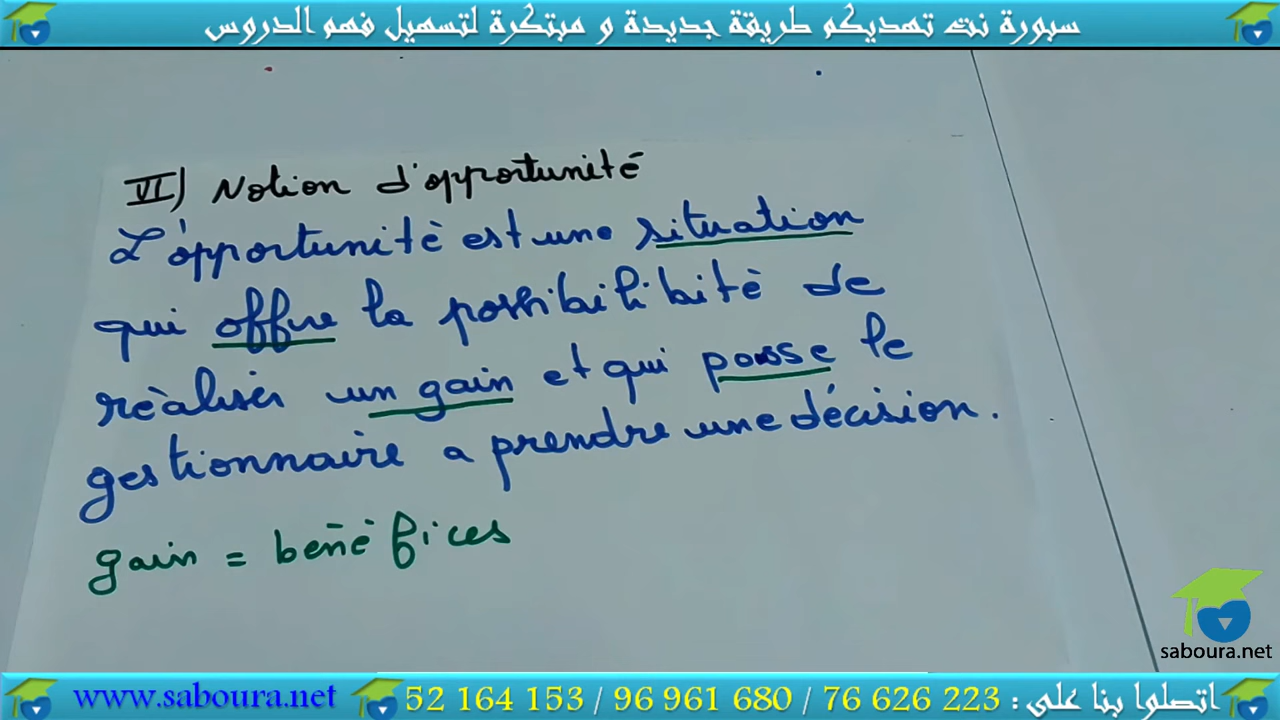 سبورة نت تهديكم طريقة جديدة و مبتكرة لتسهيل فهم الدروس
VI) Notion d'opportunité
L'opportunité est une situation
qui offre la possibilibité de
réaliser un gain et qui pousse le
gestionnaire a prendre une décision.
gain = bénéfices
saboura.net
www.saboura.net 52 164 153 / 96 961 680 / 76 626 223 : اتصلوا بنا على